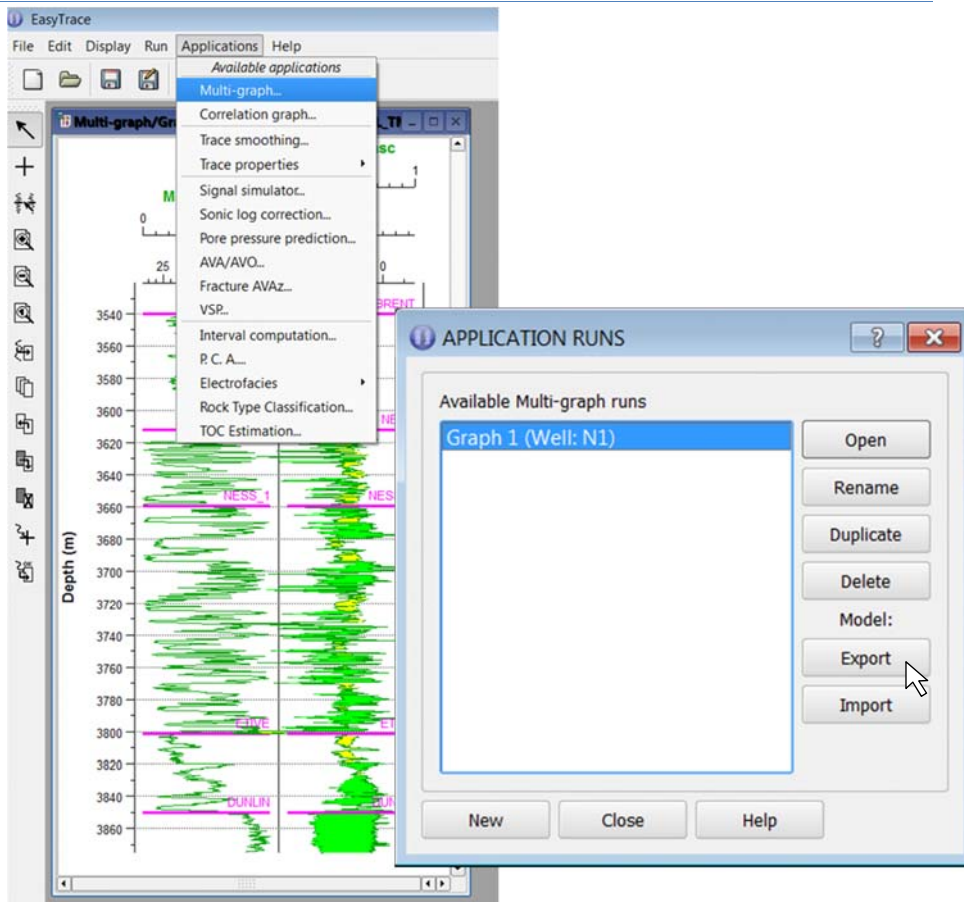 EasyTrace
File Edit Display Run Applications Help
Available applications
Multi-graph...
Correlation graph...
Trace smoothing...
Trace properties
Signal simulator...
Sonic log correction...
Pore pressure prediction...
AVA/AVO...
Fracture AVAz...
VSP...
Interval computation...
P. C. A....
Electrofacies
Rock Type Classification...
TOC Estimation...
Multi-graph/Gr
sc
1
M
0
25
0
BRENT
NE
NESS_1
NES
ETIVE
ET
DUNLIN
DUN
Depth (m)
3540
3560
3580
3600
3620
3640
3660
3680
3700
3720
3740
3760
3780
3800
3820
3840
3860
APPLICATION RUNS
Available Multi-graph runs
Graph 1 (Well: N1)
Open
Rename
Duplicate
Delete
Model:
Export
Import
New Close Help